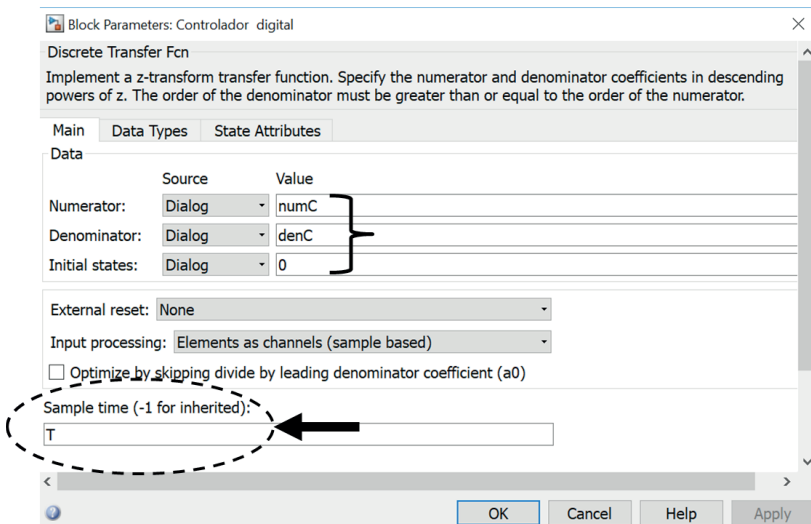 Block Parameters: Controlador digital
Discrete Transfer Fcn
Implement a z-transform transfer function. Specify the numerator and denominator coefficients in descending
powers of z. The order of the denominator must be greater than or equal to the order of the numerator.
Main Data Types State Attributes
Data
Source Value
Numerator: Dialog numC
Denominator: Dialog denC
Initial states: Dialog 0
External reset: None
Input processing: Elements as channels (sample based)
Optimize by skipping divide by leading denominator coefficient (a0)
Sample time (-1 for inherited):
T
OK Cancel Help Apply